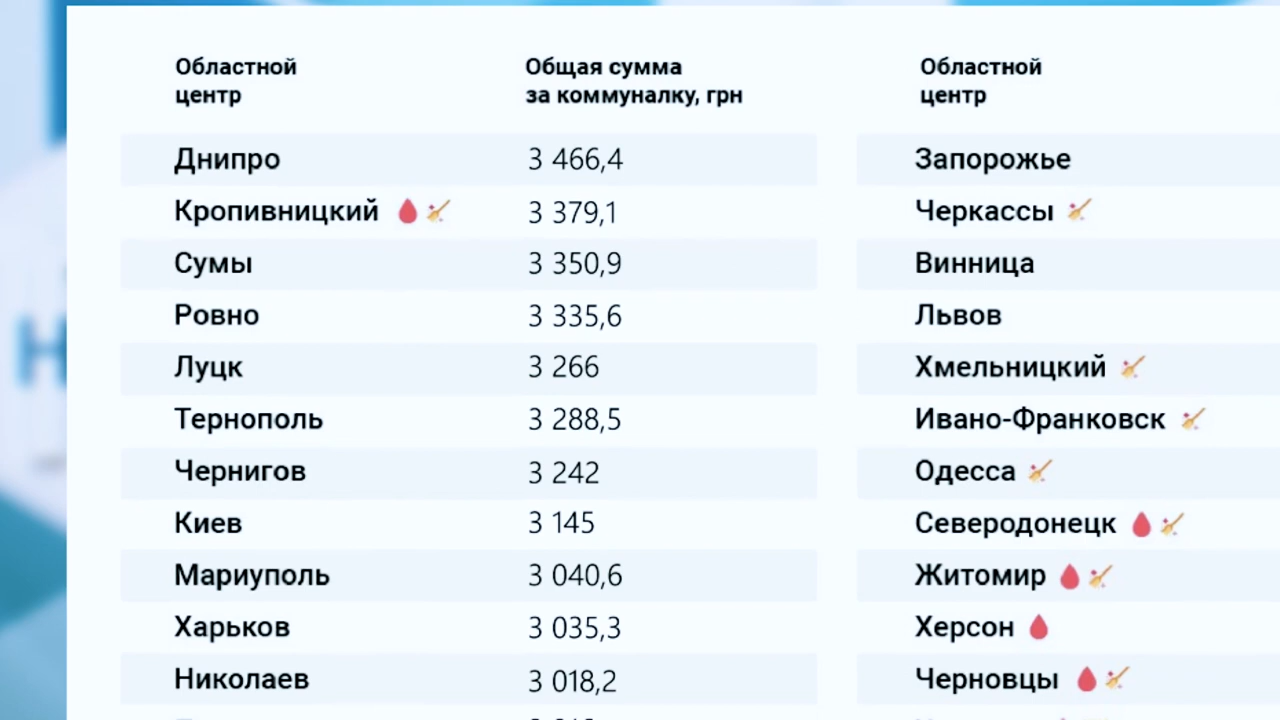 Областной центр
Общая сумма за коммуналку, грн
Днипро 3 466,4
Кропивницкий 3 379,1
Сумы 3 350,9
Ровно 3 335,6
Луцк 3 266
Тернополь 3 288,5
Чернигов 3 242
Киев 3 145
Мариуполь 3 040,6
Харьков 3 035,3
Николаев 3 018,2
Областной центр
Запорожье
Черкассы
Винница
Львов
Хмельницкий
Ивано-Франковск
Одесса
Северодонецк
Житомир
Херсон
Черновцы